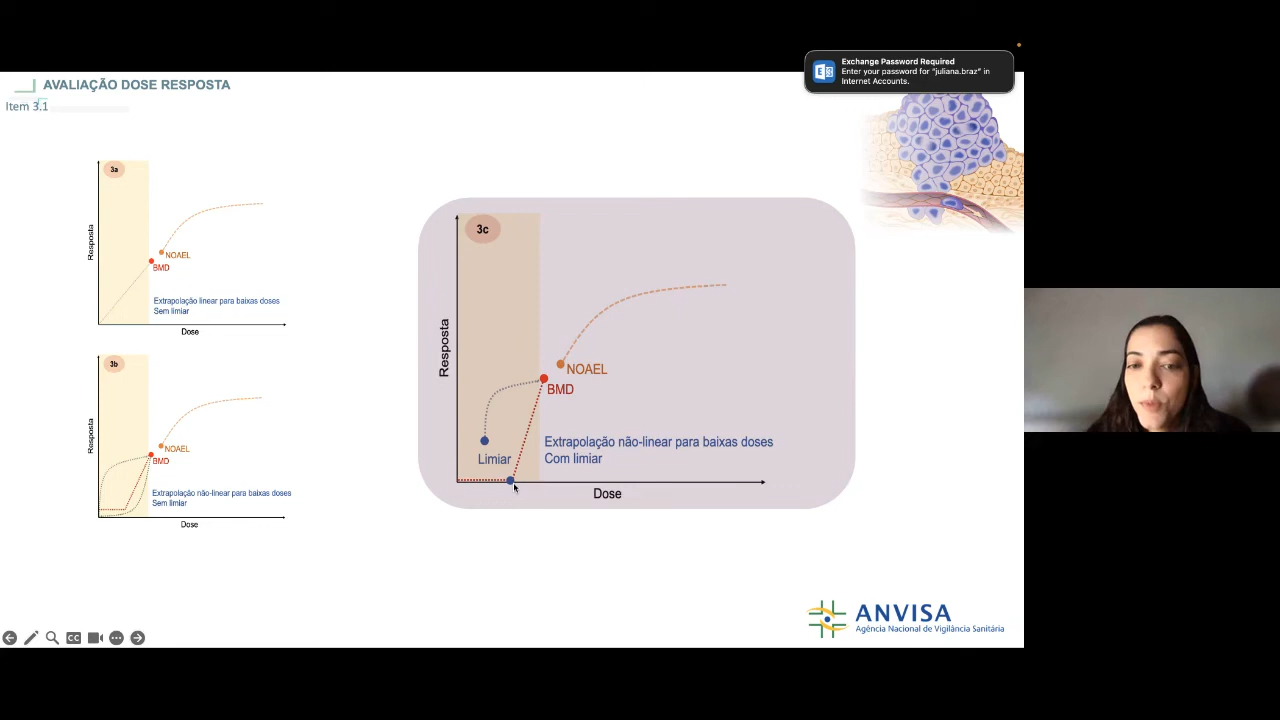 AVALIAÇÃO DOSE RESPOSTA
Item 3.1
Exchange Password Required
Enter your password for "juliana.braz" in
Internet Accounts.
3a
Resposta
NOAEL
BMD
Extrapolação linear para baixas doses
Sem limiar
Dose
3b
Resposta
NOAEL
BMD
Extrapolação não-linear para baixas doses
Sem limiar
Dose
3c
Resposta
NOAEL
BMD
Limiar
Extrapolação não-linear para baixas doses
Com limiar
Dose
CC
ANVISA
Agência Nacional de Vigilância Sanitária